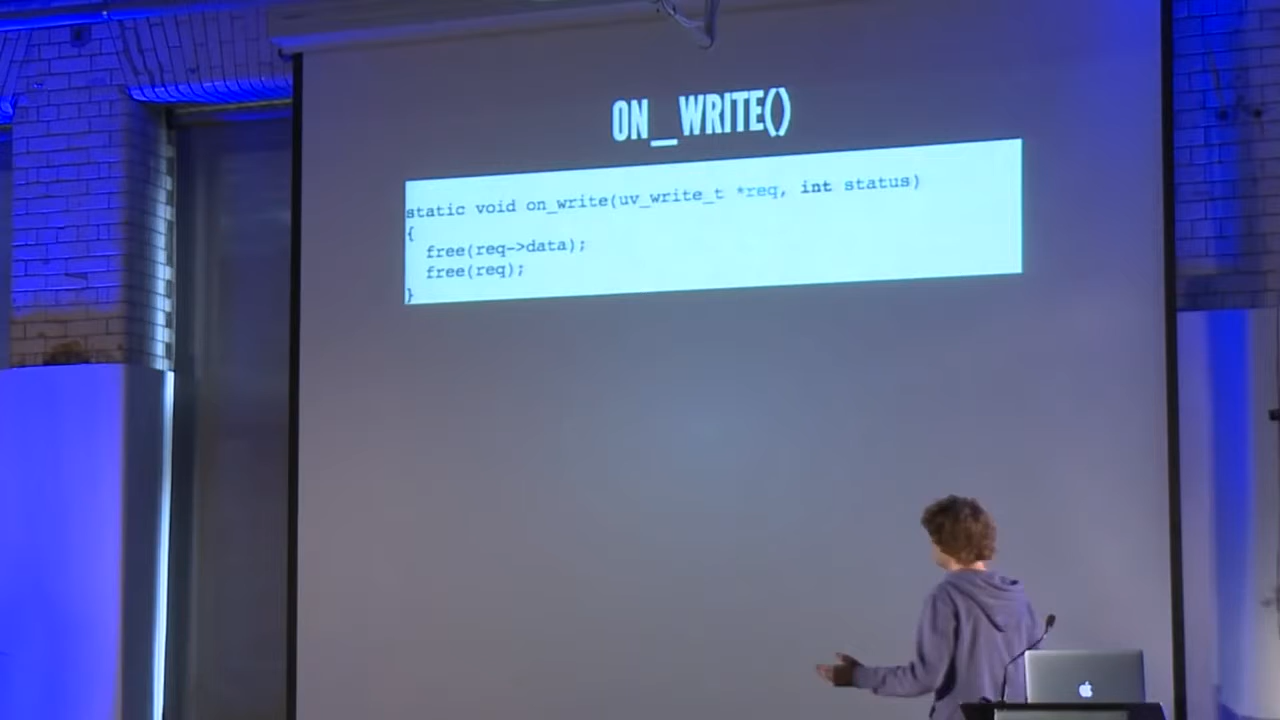 ON_WRITE()
static void on_write(uv_write_t *req, int status)
{
  free(req->data);
  free(req);
}